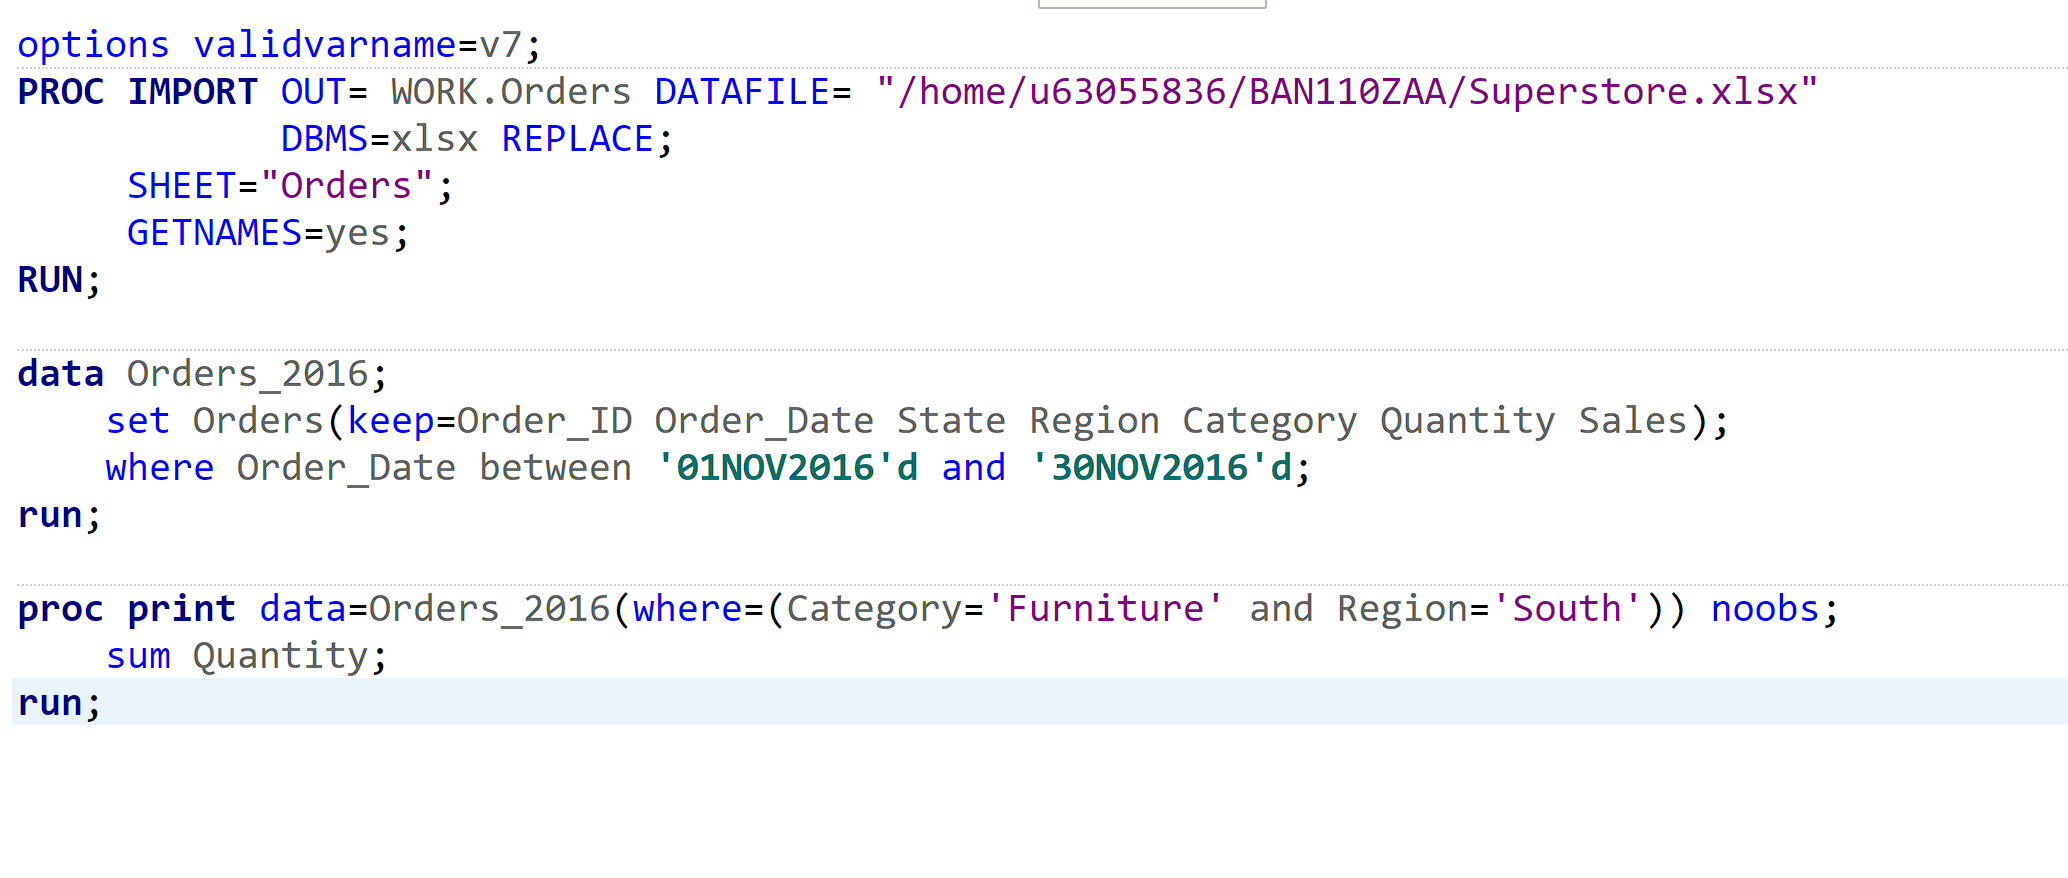 options validvarname=v7;
PROC IMPORT OUT= WORK.Orders DATAFILE= "/home/u63055836/BAN110ZAA/Superstore.xlsx"
            DBMS=xlsx REPLACE;
     SHEET="Orders";
     GETNAMES=yes;
RUN;
data Orders_2016;
    set Orders(keep=Order_ID Order_Date State Region Category Quantity Sales);
    where Order_Date between '01NOV2016'd and '30NOV2016'd;
run;
proc print data=Orders_2016(where=(Category='Furniture' and Region='South')) noobs;
    sum Quantity;
run;